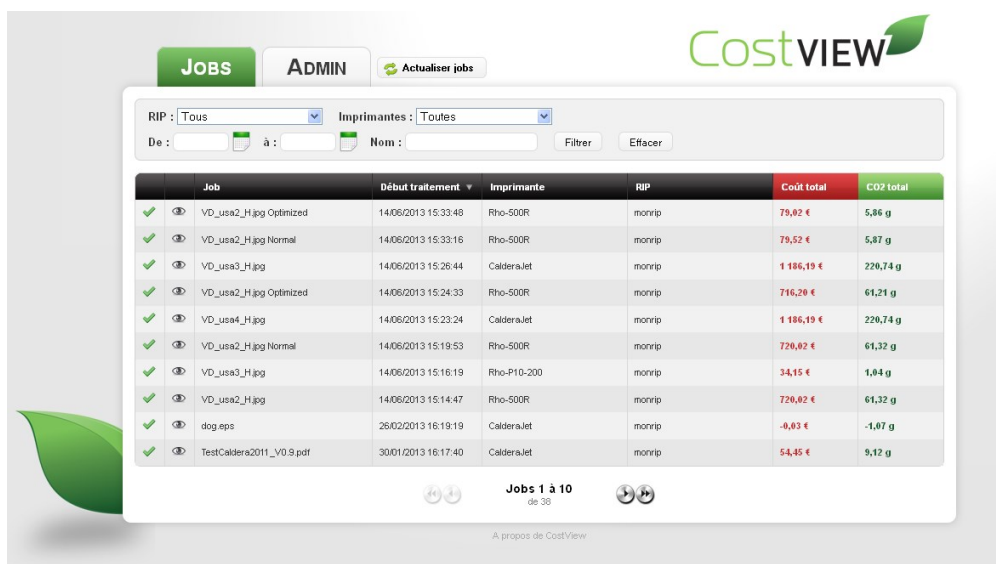 CostVIEW
JOBS ADMIN Actualiser jobs
RIP : Tous Imprimantes : Toutes
De : à : Nom : Filtrer Effacer
Job Début traitement Imprimante RIP Coût total CO2 total
VD_usa2_H.jpg Optimized 14/06/2013 15:33:48 Rho-500R monrip 79,02 € 5,86 g
VD_usa2_H.jpg Normal 14/06/2013 15:33:16 Rho-500R monrip 79,52 € 5,87 g
VD_usa3_H.jpg 14/06/2013 15:26:44 CalderaJet monrip 1 186,19 € 220,74 g
VD_usa2_H.jpg Optimized 14/06/2013 15:24:33 Rho-500R monrip 716,20 € 61,21 g
VD_usa4_H.jpg 14/06/2013 15:23:24 CalderaJet monrip 1 186,19 € 220,74 g
VD_usa2_H.jpg Normal 14/06/2013 15:19:53 Rho-500R monrip 720,02 € 61,32 g
VD_usa3_H.jpg 14/06/2013 15:16:19 Rho-P10-200 monrip 34,15 € 1,04 g
VD_usa2_H.jpg 14/06/2013 15:14:47 Rho-500R monrip 720,02 € 61,32 g
dog.eps 26/02/2013 16:19:19 CalderaJet monrip -0,03 € -1,07 g
TestCaldera2011_V0.9.pdf 30/01/2013 16:17:40 CalderaJet monrip 54,45 € 9,12 g
Jobs 1 à 10
de 38
A propos de CostView